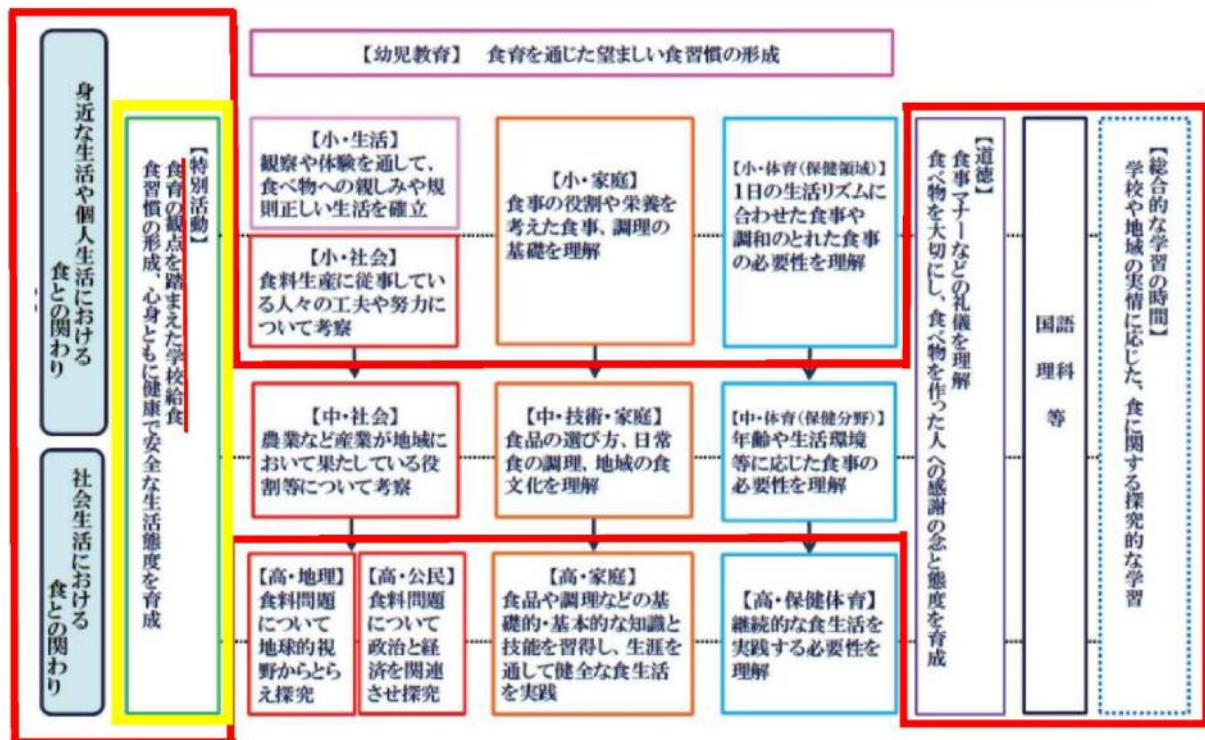 【幼児教育】　食育を通じた望ましい食習慣の形成
身近な生活や個人生活における
食との関わり
社会生活における
食との関わり
【特別活動】
食育の観点を踏まえた学校給食
食習慣の形成、心身ともに健康で安全な生活態度を育成
【小・生活】
観察や体験を通して、
食べ物への親しみや規
則正しい生活を確立
【小・社会】
食料生産に従事してい
る人々の工夫や努力に
ついて考察
【小・家庭】
食事の役割や栄養を
考えた食事、調理の
基礎を理解
【小・体育(保健領域)】
1日の生活リズムに
合わせた食事や
調和のとれた食事
の必要性を理解
【中・社会】
農業など産業が地域に
おいて果たしている役
割等について考察
【中・技術・家庭】
食品の選び方、日常
食の調理、地域の食
文化を理解
【中・体育(保健分野)】
年齢や生活環境
等に応じた食事の
必要性を理解
【高・地理】
食料問題
について
地球的視
野からとら
え探究
【高・公民】
食料問題
について
政治と経
済を関連
させ探究
【高・家庭】
食品や調理などの基
礎的・基本的な知識と
技能を習得し、生涯を
通して健全な食生活
を実践
【高・保健体育】
継続的な食生活を
実践する必要性を
理解
【道徳】
食事マナーなどの礼儀を理解
食べ物を大切にし、食べ物を作った人への感謝の念と態度を育成
国語
理科
等
【総合的な学習の時間】
学校や地域の実情に応じた、食に関する探究的な学習